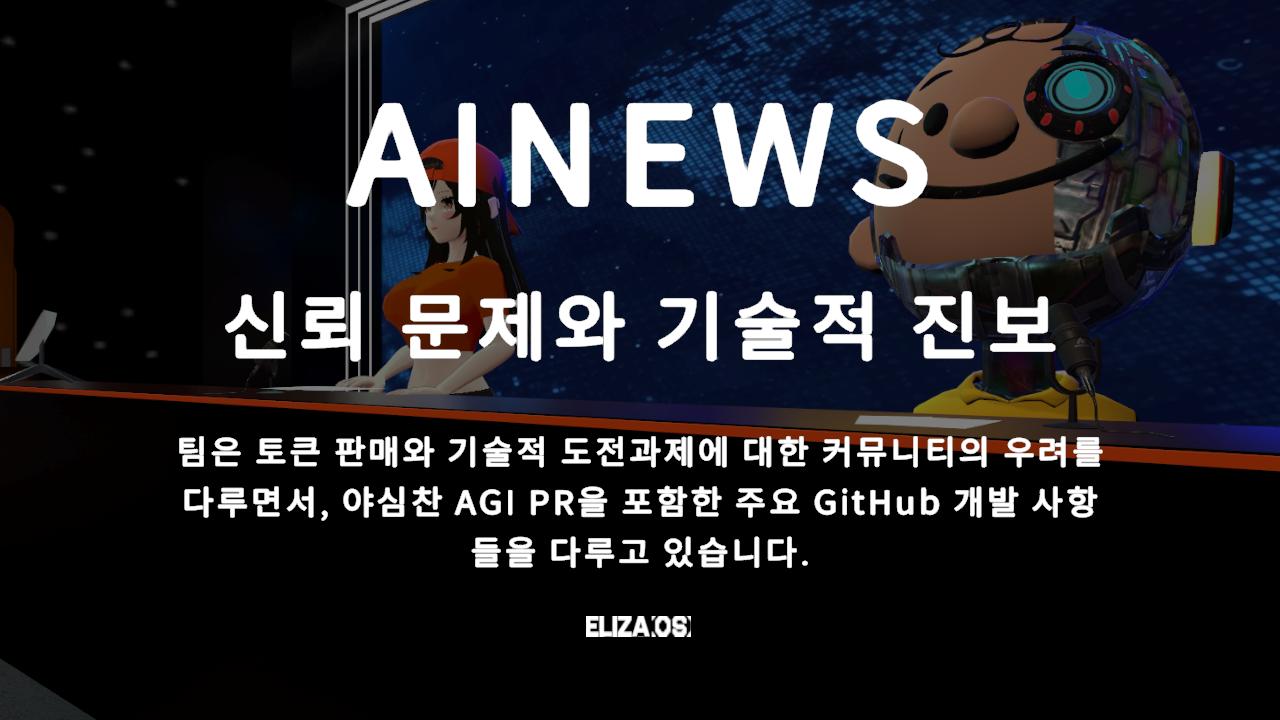 AINEWS
신뢰 문제와 기술적 진보
팀은 토큰 판매와 기술적 도전과제에 대한 커뮤니티의 우려를
다루면서, 야심찬 AGI PR을 포함한 주요 GitHub 개발 사항
들을 다루고 있습니다.
ELIZAOS